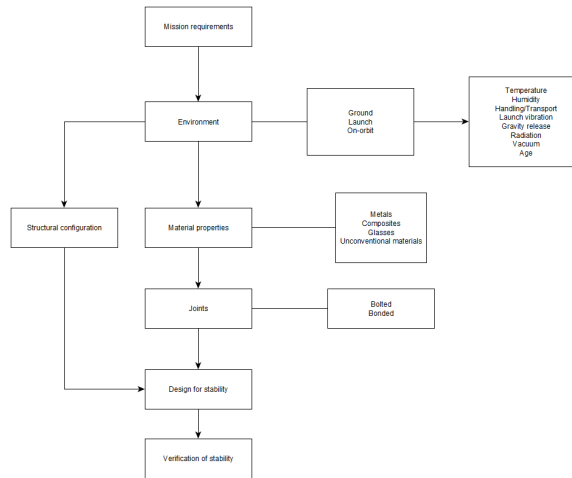 Mission requirements
Environment
Ground
Launch
On-orbit
Temperature
Humidity
Handling/Transport
Launch vibration
Gravity release
Radiation
Vacuum
Age
Structural configuration
Material properties
Metals
Composites
Glasses
Unconventional materials
Joints
Bolted
Bonded
Design for stability
Verification of stability